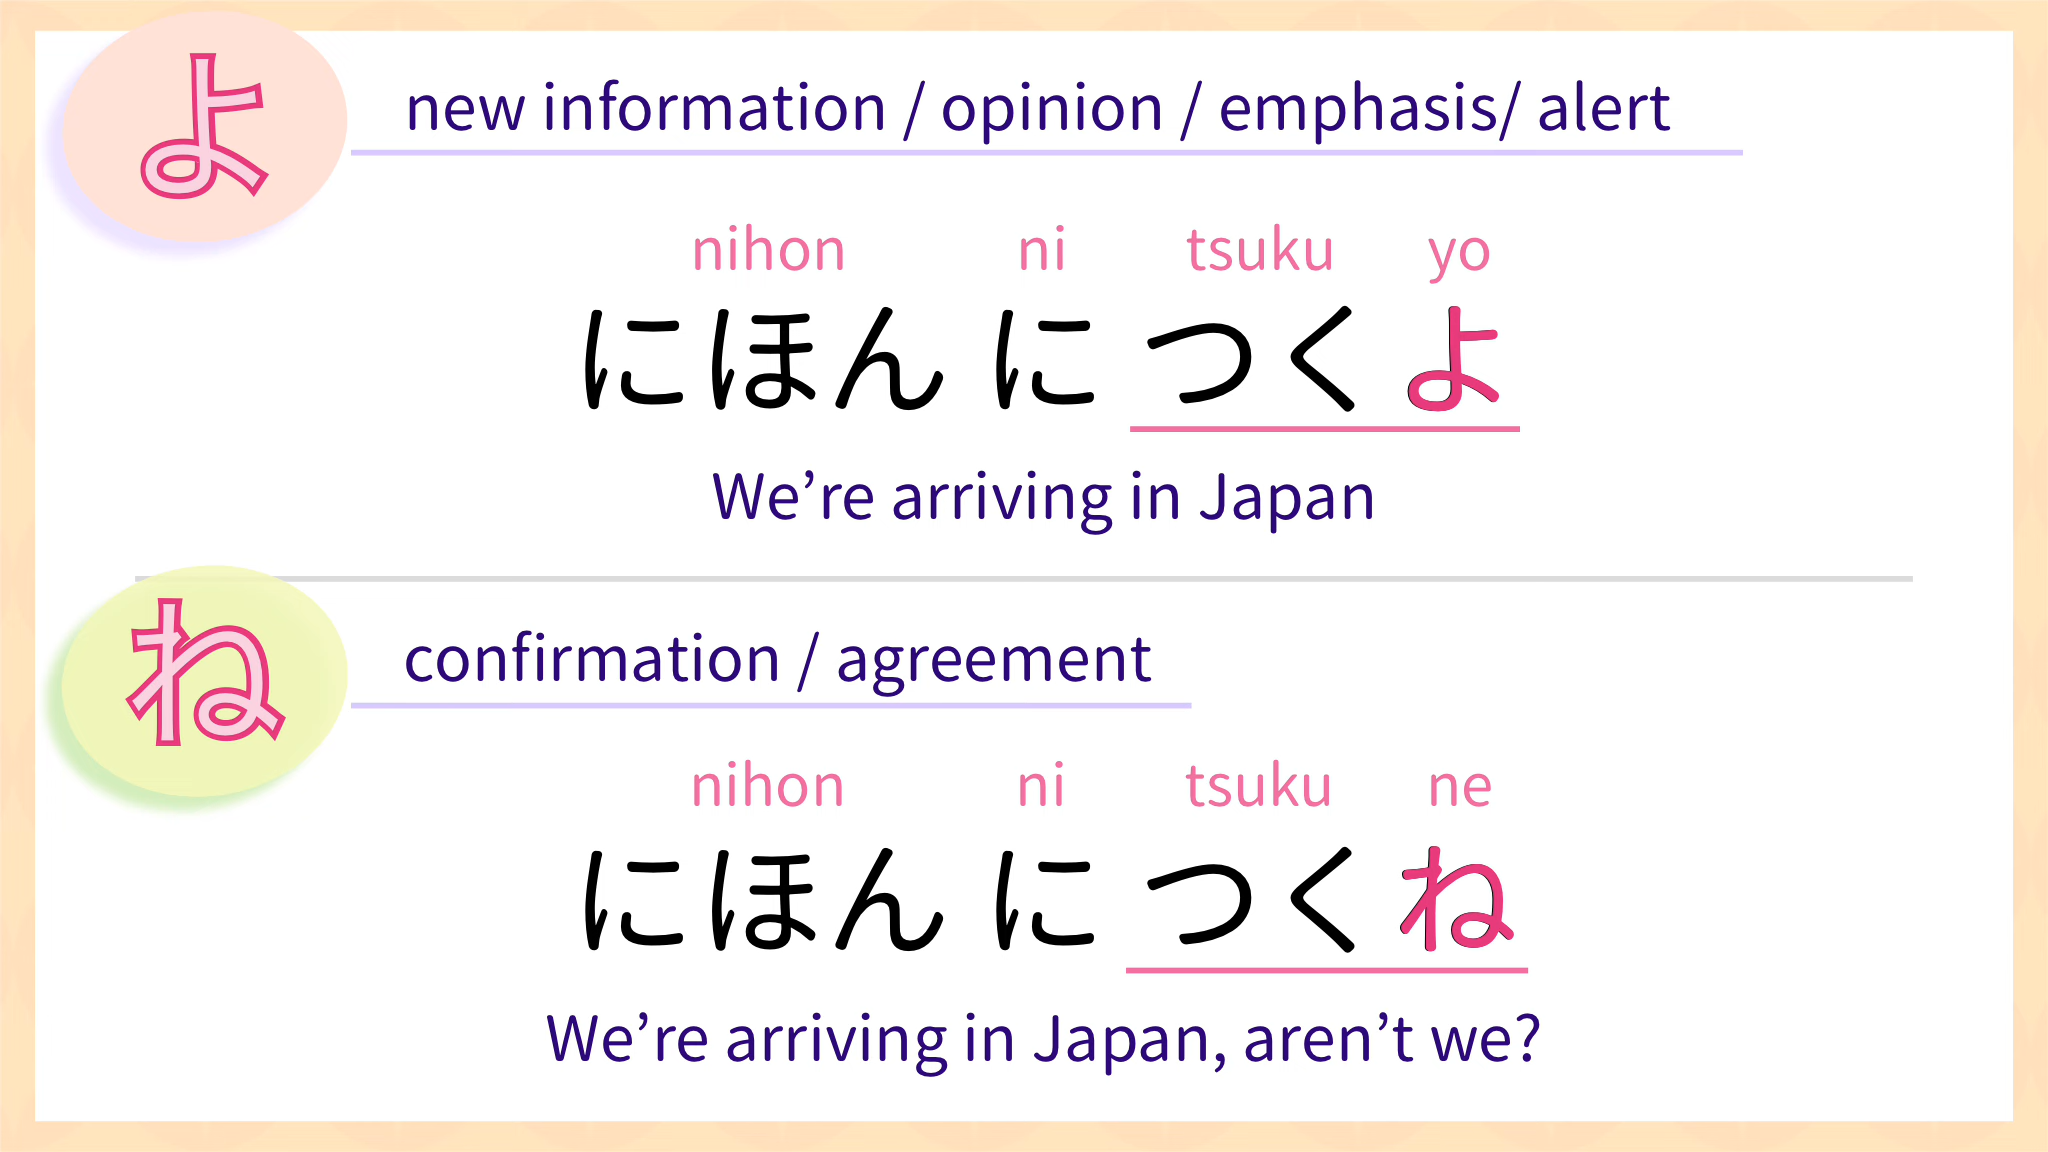 よ
new information / opinion / emphasis/ alert
nihon ni tsuku yo
にほん に つくよ
We’re arriving in Japan
ね
confirmation / agreement
nihon ni tsuku ne
にほん に つくね
We’re arriving in Japan, aren’t we?